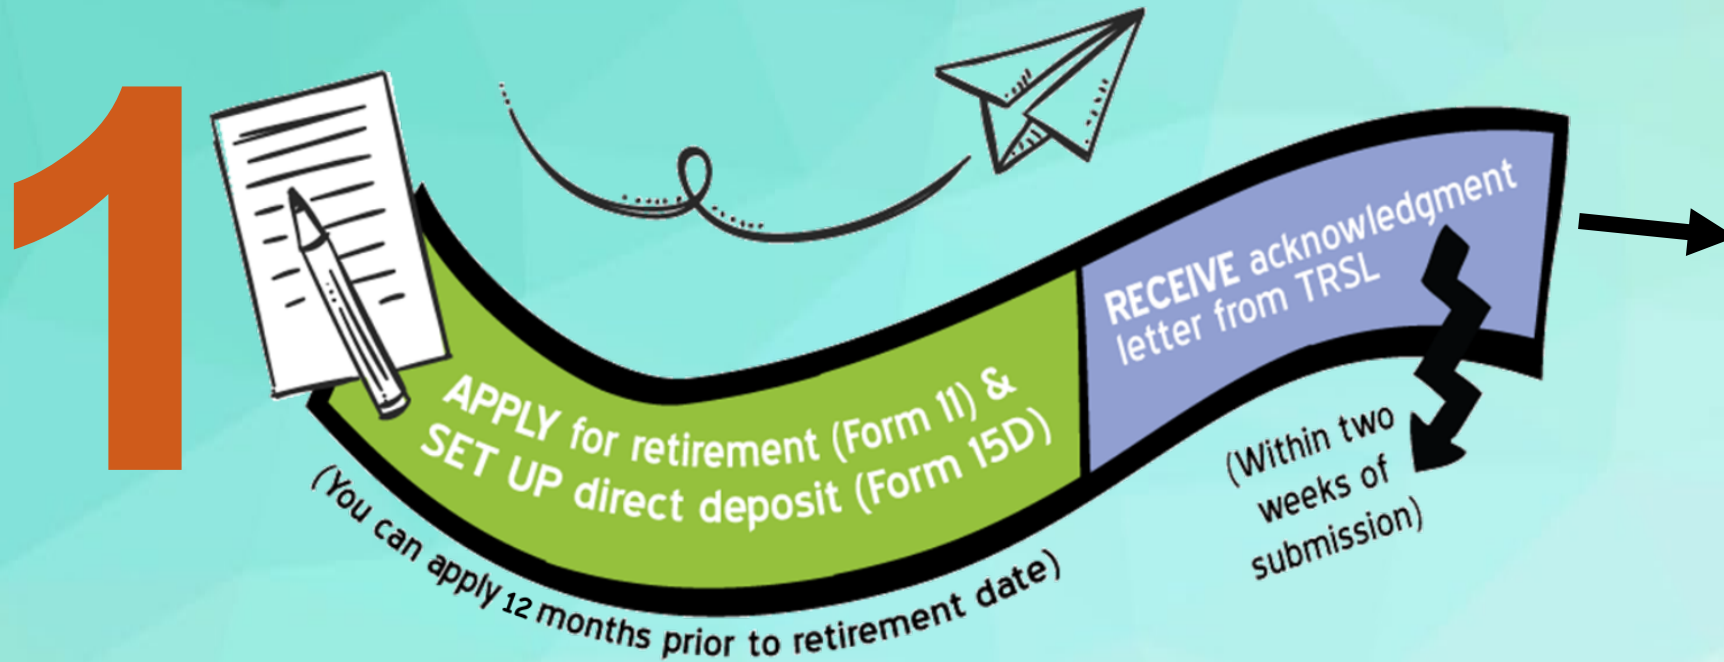 1
APPLY for retirement (Form 11) &
SET UP direct deposit (Form 15D)
(You can apply 12 months prior to retirement date)
RECEIVE acknowledgment
letter from TRSL
(Within two
weeks of
submission)